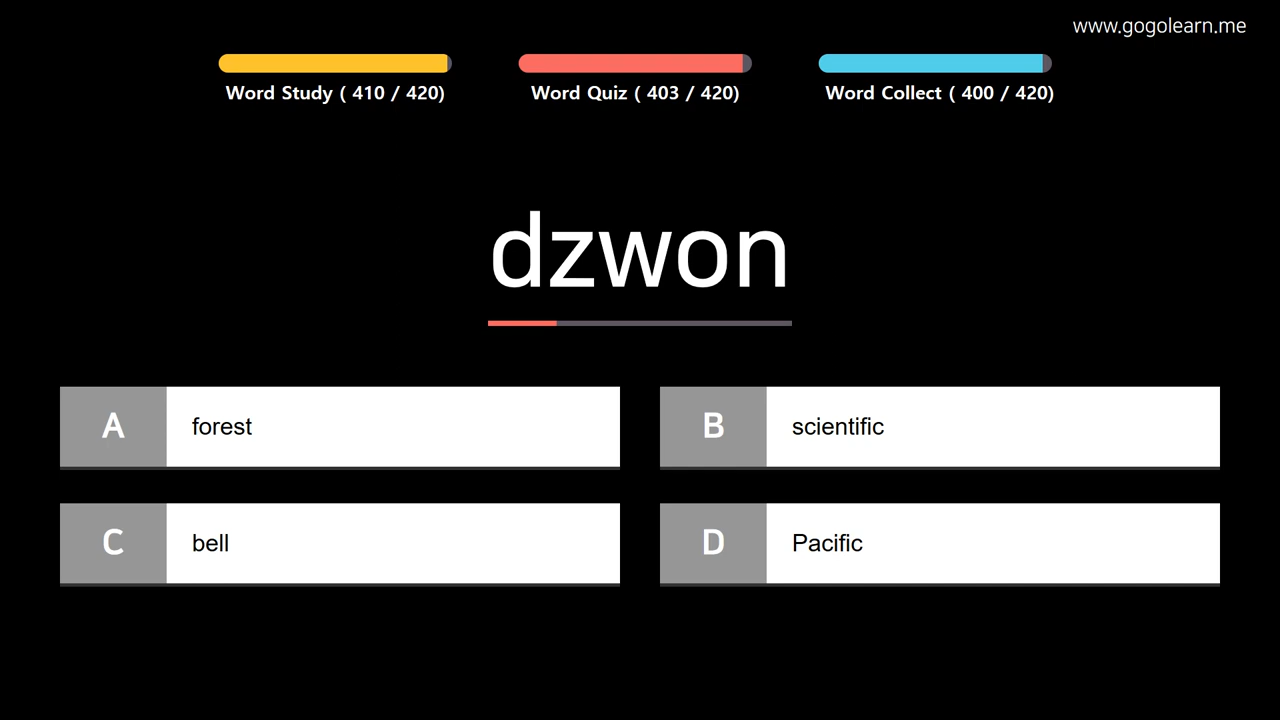 www.gogolearn.me
Word Study ( 410 / 420)
Word Quiz ( 403 / 420)
Word Collect ( 400 / 420)
dzwon
A
forest
B
scientific
C
bell
D
Pacific